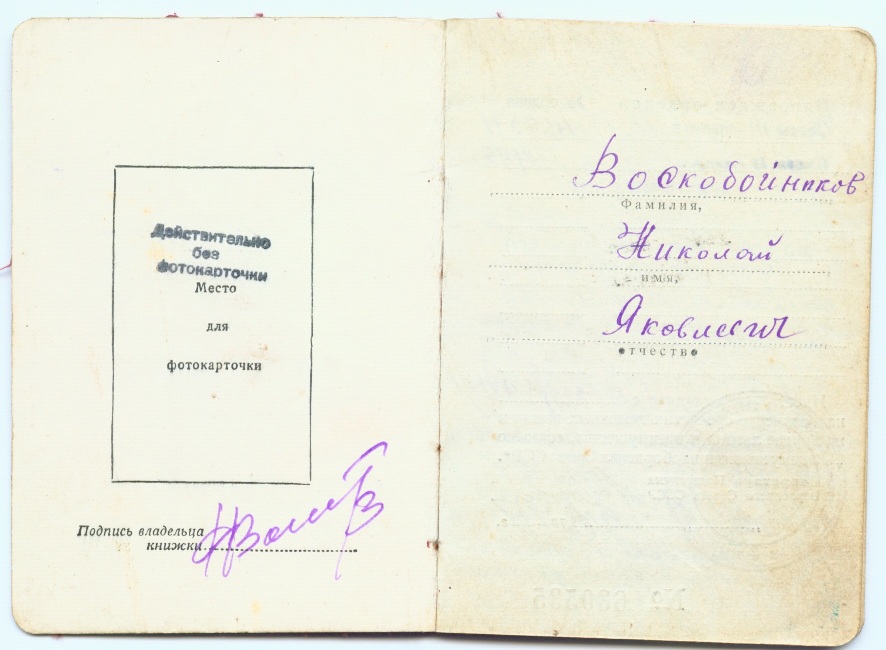 Действительно
без
фотокарточки
Место
для
фотокарточки
Подпись владельца
книжки
Воскобойников
Фамилия,
Николай
имя,
Яковлевич
отчество